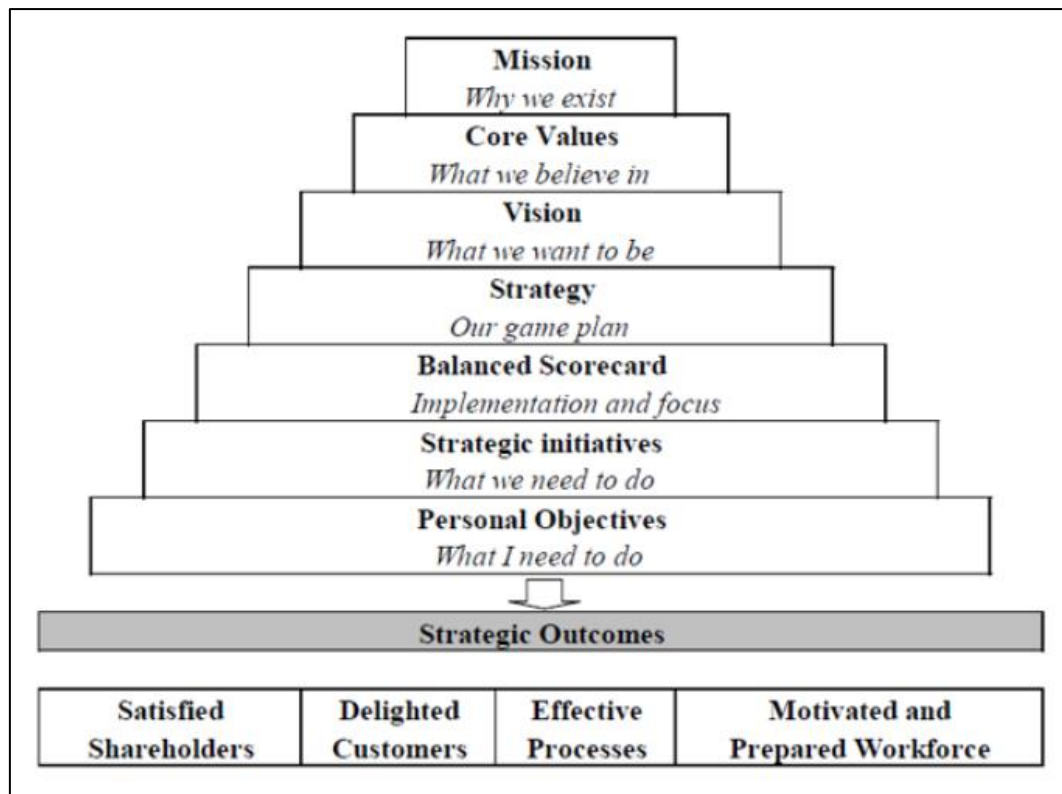 Mission
Why we exist
Core Values
What we believe in
Vision
What we want to be
Strategy
Our game plan
Balanced Scorecard
Implementation and focus
Strategic initiatives
What we need to do
Personal Objectives
What I need to do
Strategic Outcomes
Satisfied
Shareholders
Delighted
Customers
Effective
Processes
Motivated and
Prepared Workforce